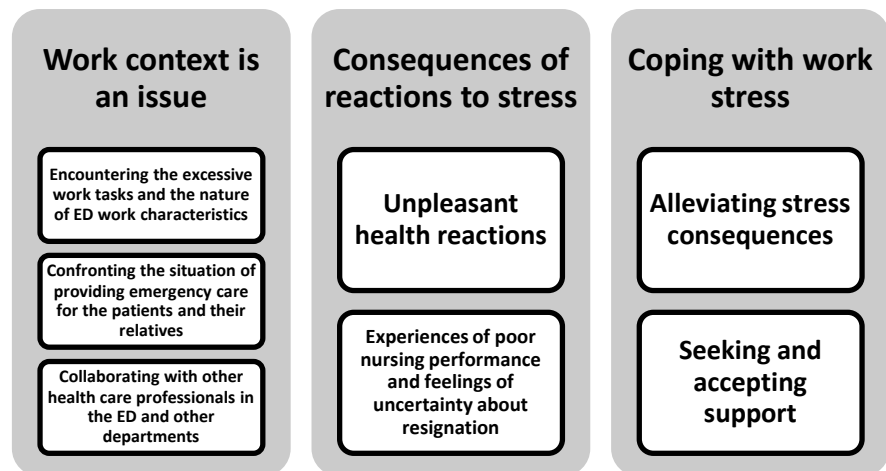 Work context is
an issue
Encountering the excessive
work tasks and the nature
of ED work characteristics
Confronting the situation of
providing emergency care
for the patients and their
relatives
Collaborating with other
health care professionals in
the ED and other
departments
Consequences of
reactions to stress
Unpleasant
health reactions
Experiences of poor
nursing performance
and feelings of
uncertainty about
resignation
Coping with work
stress
Alleviating stress
consequences
Seeking and
accepting
support